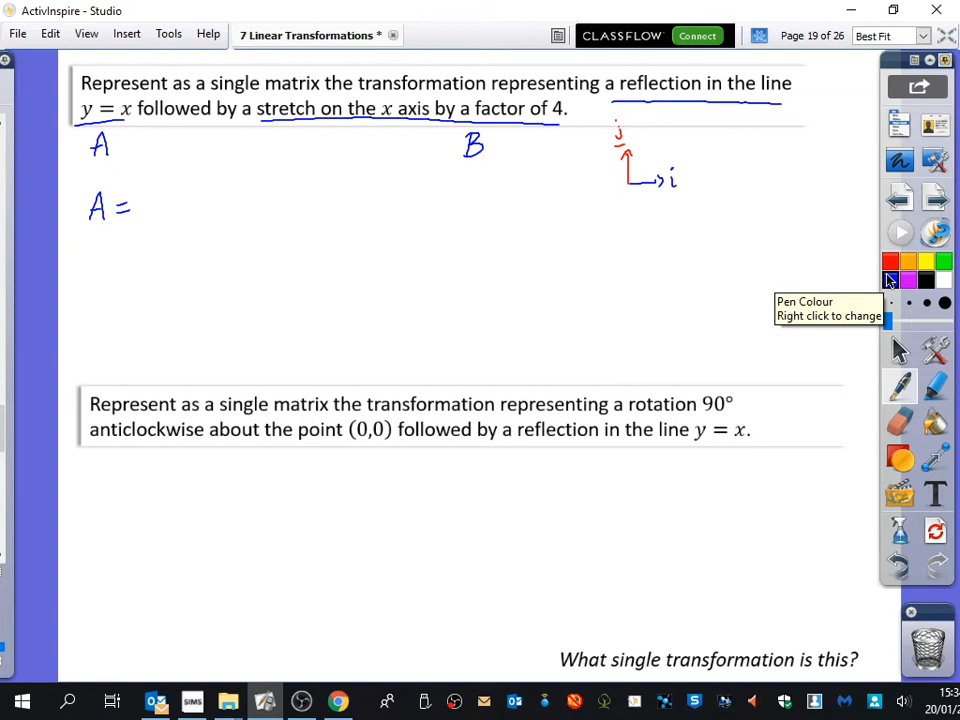 ActivInspire - Studio
File Edit View Insert Tools Help
7 Linear Transformations *
CLASSFLOW Connect
Page 19 of 26
Best Fit
Represent as a single matrix the transformation representing a reflection in the line
y = x followed by a stretch on the x axis by a factor of 4.
A
B
j
i
A =
Pen Colour
Right click to change
Represent as a single matrix the transformation representing a rotation 90°
anticlockwise about the point (0,0) followed by a reflection in the line y = x.
What single transformation is this?
SIMS
15:3
20/01/2